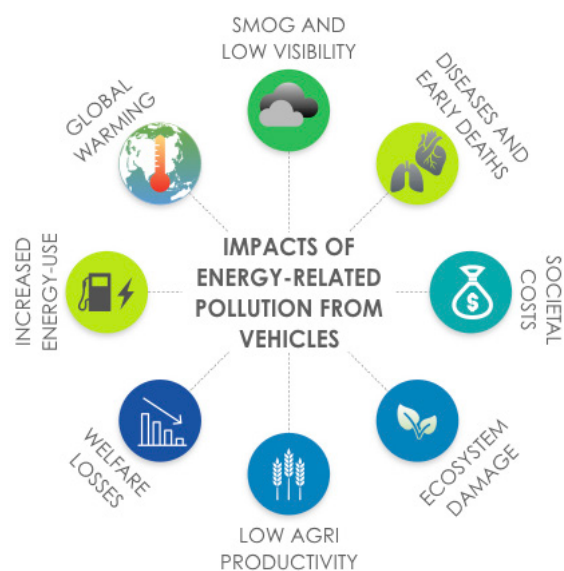 SMOG AND
LOW VISIBILITY
DISEASES AND
EARLY DEATHS
SOCIETAL
COSTS
ECOSYSTEM
DAMAGE
LOW AGRI
PRODUCTIVITY
WELFARE
LOSSES
INCREASED
ENERGY-USE
GLOBAL
WARMING
IMPACTS OF
ENERGY-RELATED
POLLUTION FROM
VEHICLES
$